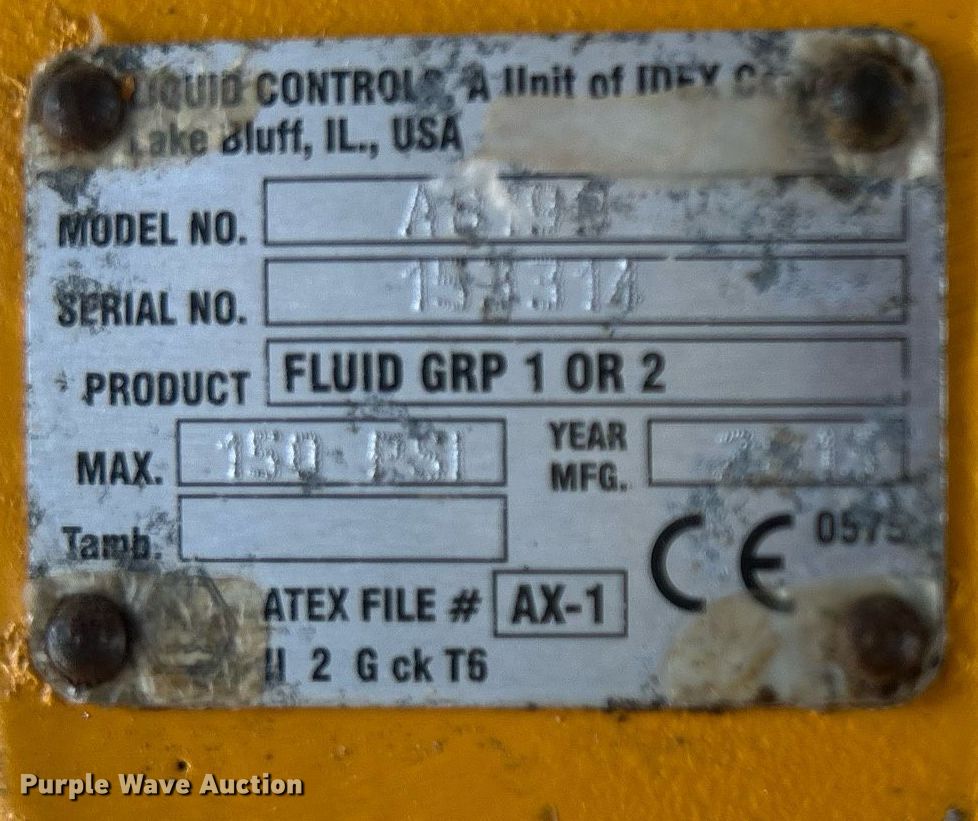 LIQUID CONTROLS, A Unit of IDEX
Lake Bluff, IL., USA
MODEL NO.
SERIAL NO.
PRODUCT FLUID GRP 1 OR 2
MAX. 150 PSI YEAR MFG.
Tamb.
CE 0575
ATEX FILE # AX-1
II 2 G ck T6
Purple Wave Auction